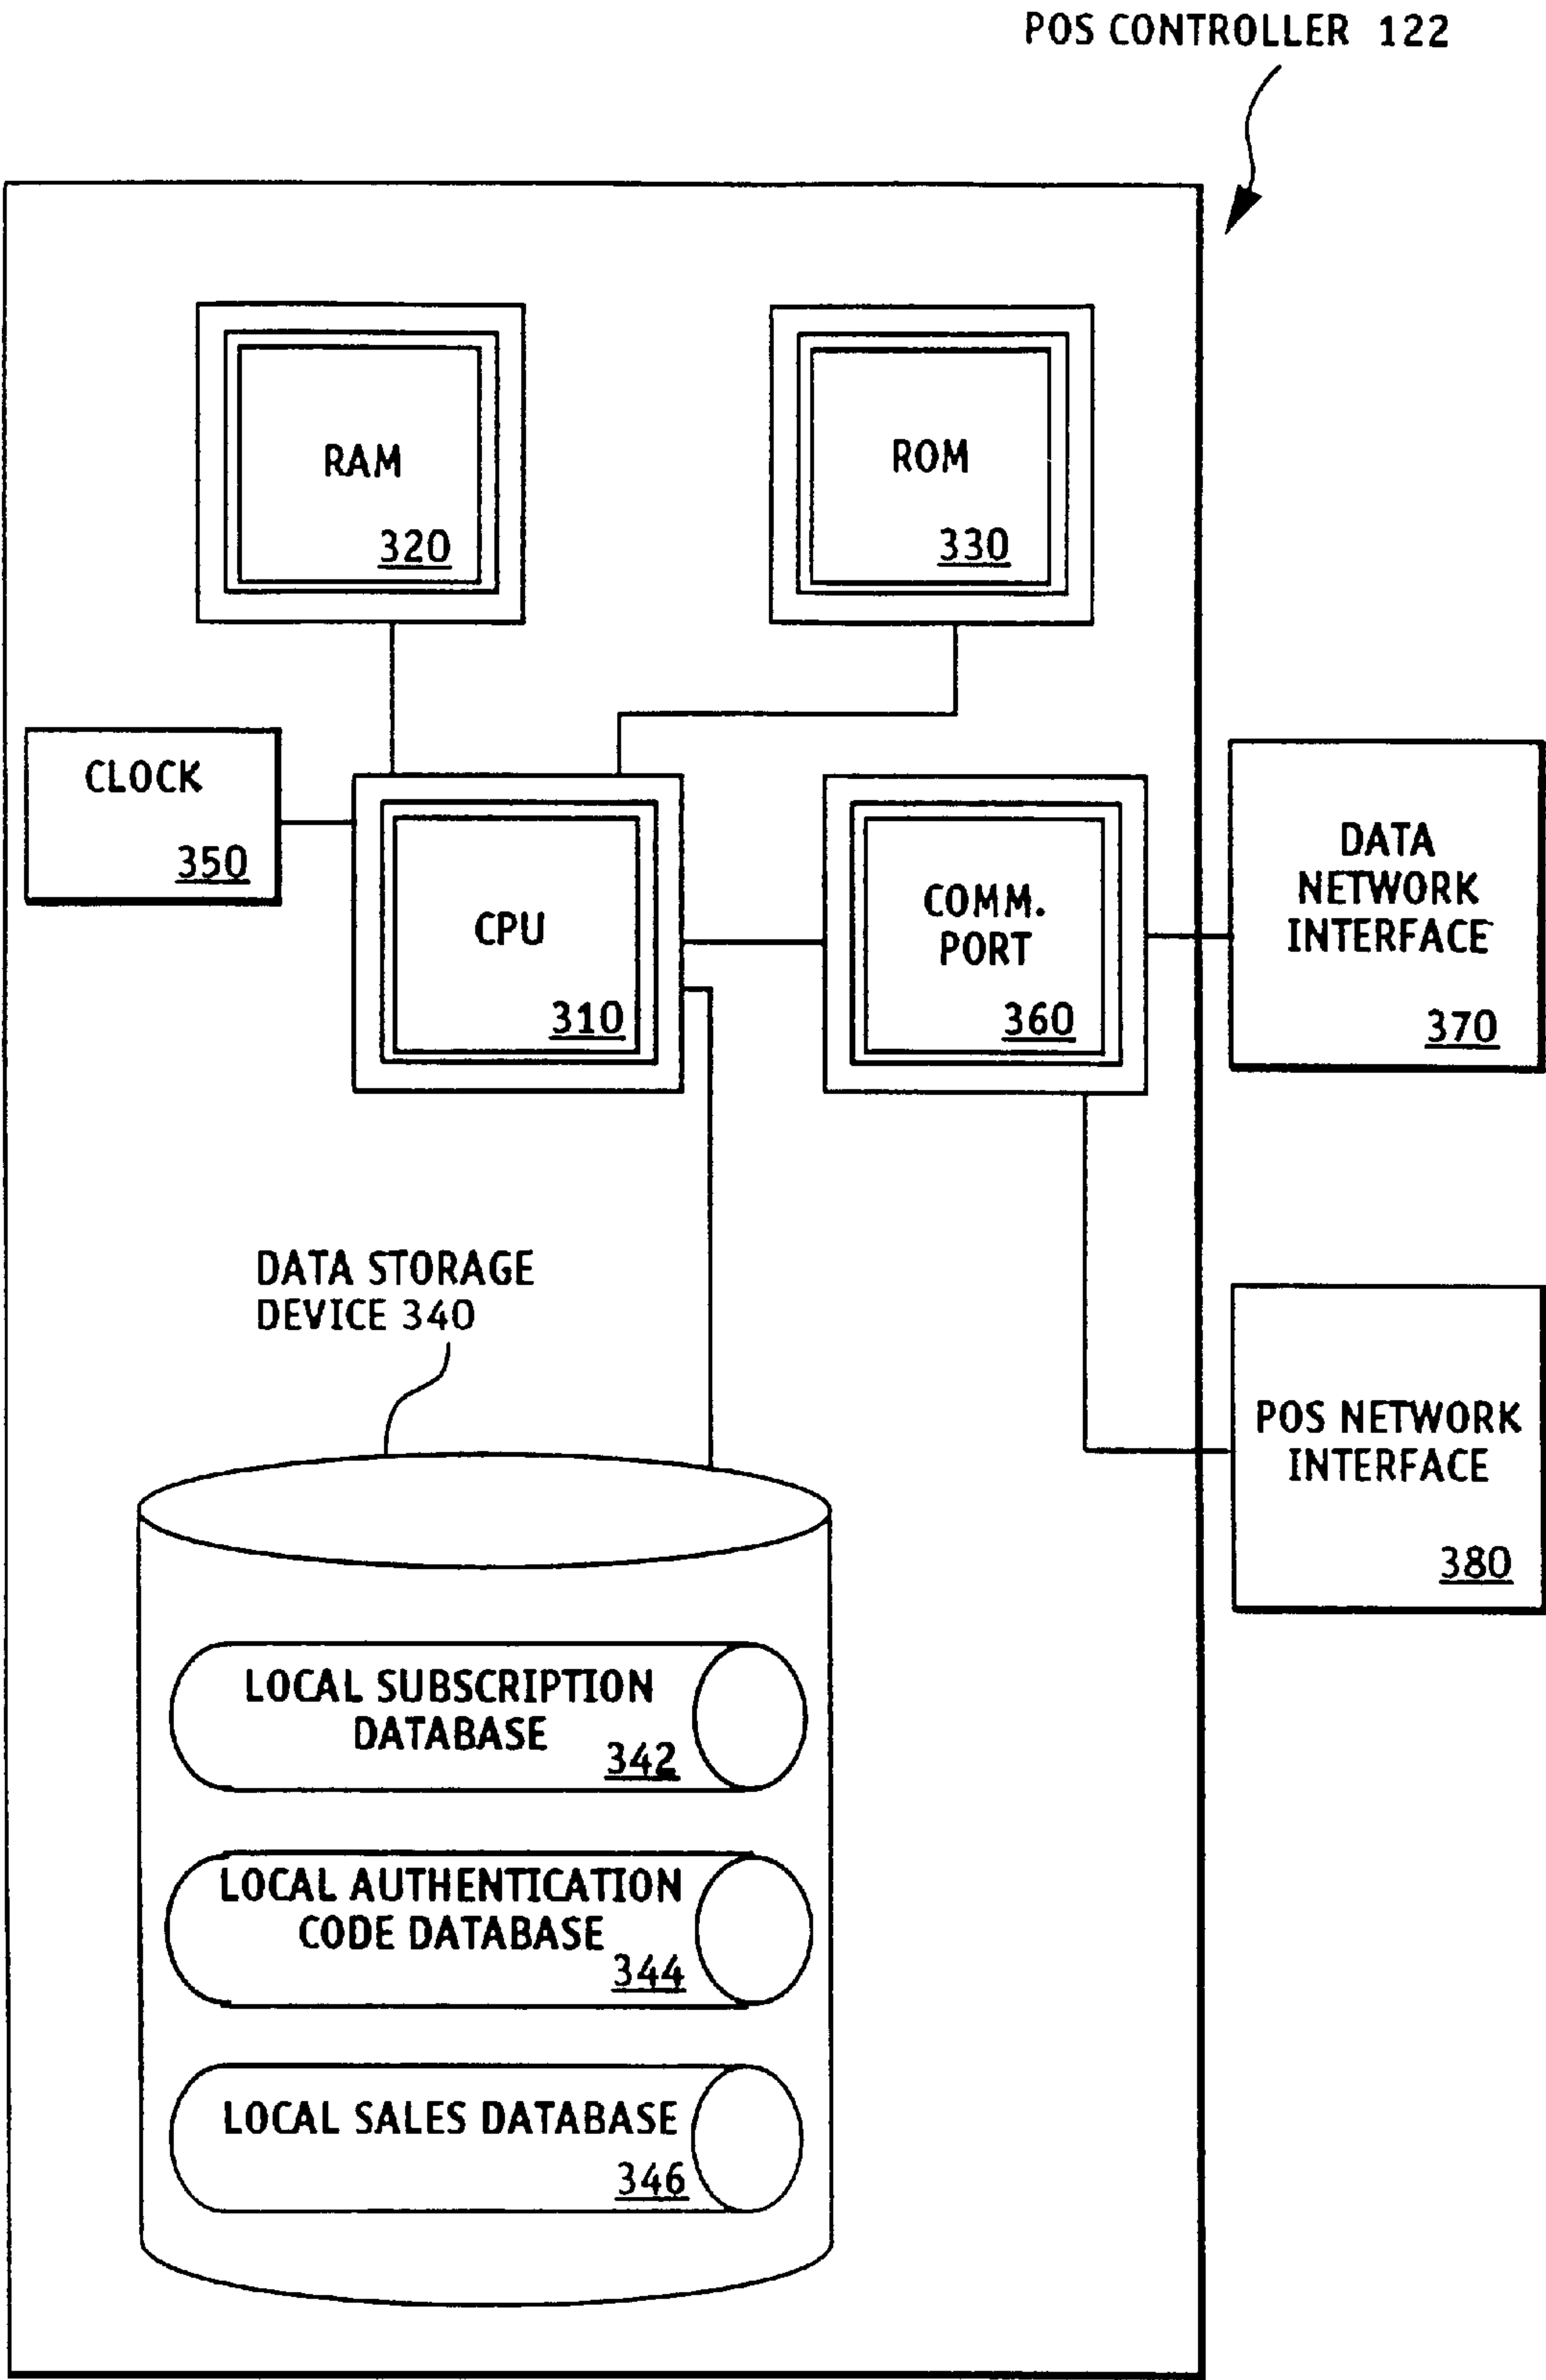 POS CONTROLLER 122
RAM
320
ROM
330
CLOCK
350
CPU
310
COMM.
PORT
360
DATA
NETWORK
INTERFACE
370
DATA STORAGE
DEVICE 340
POS NETWORK
INTERFACE
380
LOCAL SUBSCRIPTION
DATABASE
342
LOCAL AUTHENTICATION
CODE DATABASE
344
LOCAL SALES DATABASE
346